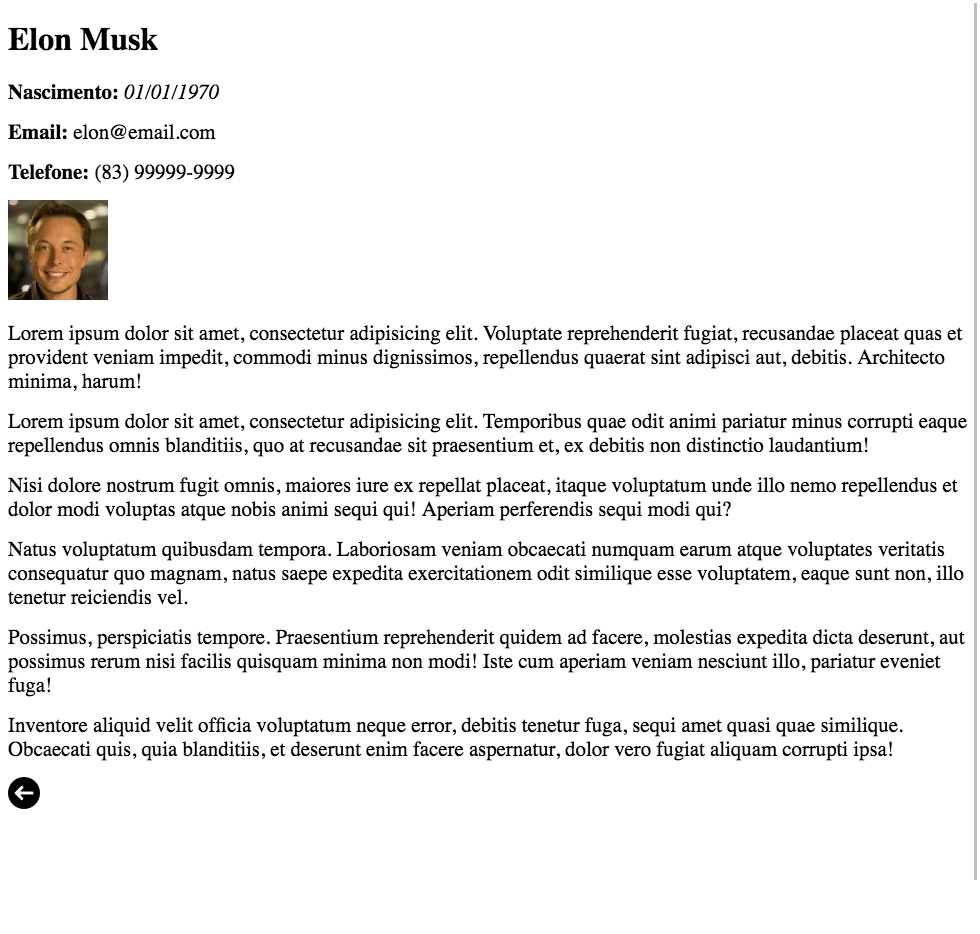 Elon Musk
Nascimento: 01/01/1970
Email: elon@email.com
Telefone: (83) 99999-9999
Lorem ipsum dolor sit amet, consectetur adipisicing elit. Voluptate reprehenderit fugiat, recusandae placeat quas et
provident veniam impedit, commodi minus dignissimos, repellendus quaerat sint adipisci aut, debitis. Architecto
minima, harum!
Lorem ipsum dolor sit amet, consectetur adipisicing elit. Temporibus quae odit animi pariatur minus corrupti eaque
repellendus omnis blanditiis, quo at recusandae sit praesentium et, ex debitis non distinctio laudantium!
Nisi dolore nostrum fugit omnis, maiores iure ex repellat placeat, itaque voluptatum unde illo nemo repellendus et
dolor modi voluptas atque nobis animi sequi qui! Aperiam perferendis sequi modi qui?
Natus voluptatum quibusdam tempora. Laboriosam veniam obcaecati numquam earum atque voluptates veritatis
consequatur quo magnam, natus saepe expedita exercitationem odit similique esse voluptatem, eaque sunt non, illo
tenetur reiciendis vel.
Possimus, perspiciatis tempore. Praesentium reprehenderit quidem ad facere, molestias expedita dicta deserunt, aut
possimus rerum nisi facilis quisquam minima non modi! Iste cum aperiam veniam nesciunt illo, pariatur eveniet
fuga!
Inventore aliquid velit officia voluptatum neque error, debitis tenetur fuga, sequi amet quasi quae similique.
Obcaecati quis, quia blanditiis, et deserunt enim facere aspernatur, dolor vero fugiat aliquam corrupti ipsa!